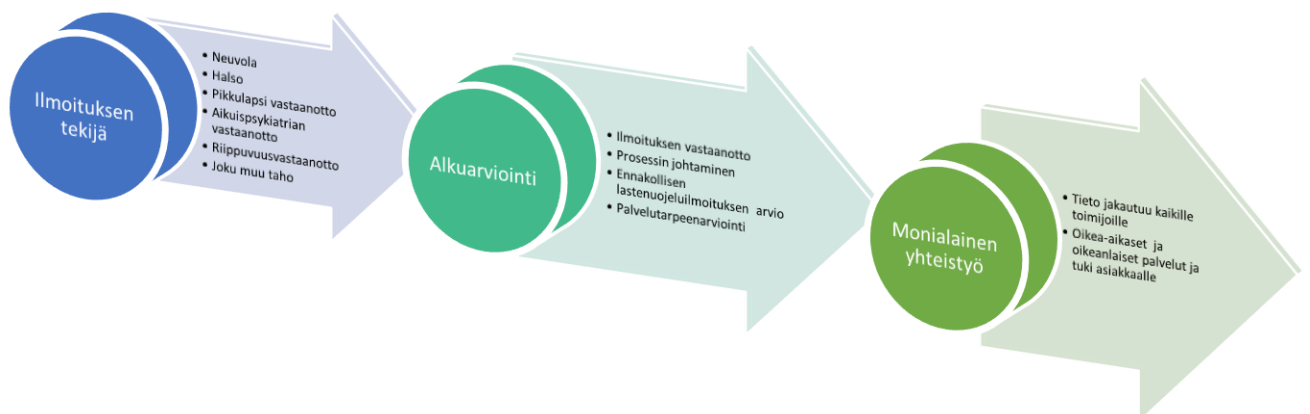 Ilmoituksen
tekijä
• Neuvola
• Halso
• Pikkulapsi vastaanotto
• Aikuispsykiatrian
vastaanotto
• Riippuvuusvastaanotto
• Joku muu taho
Alkuarviointi
• Ilmoituksen vastaanotto
• Prosessin johtaminen
• Ennakollisen
lastenuojeluilmoituksen arvio
• Palvelutarpeenarviointi
Monialainen
yhteistyö
• Tieto jakautuu kaikille
toimijoille
• Oikea-aikaset ja
oikeanlaiset palvelut ja
tuki asiakkaalle